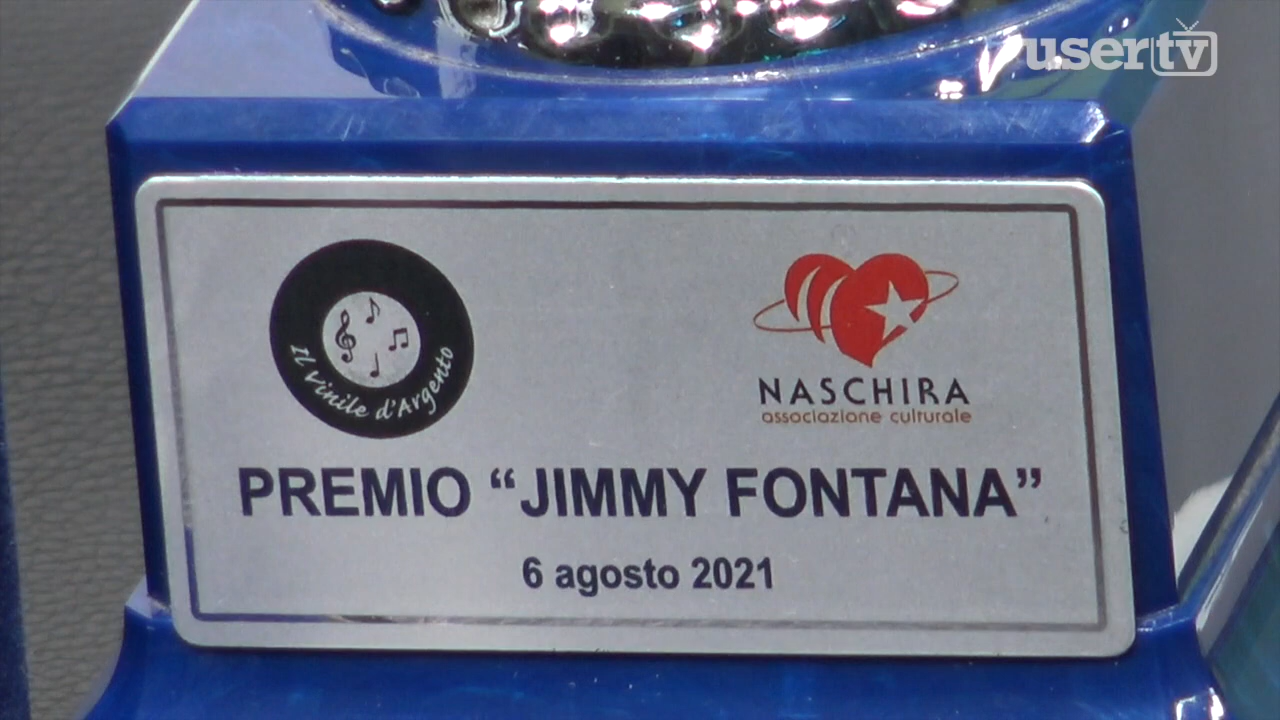 usertv
Il Vinile d'Argento
NASCHIRA
associazione culturale
PREMIO “JIMMY FONTANA”
6 agosto 2021